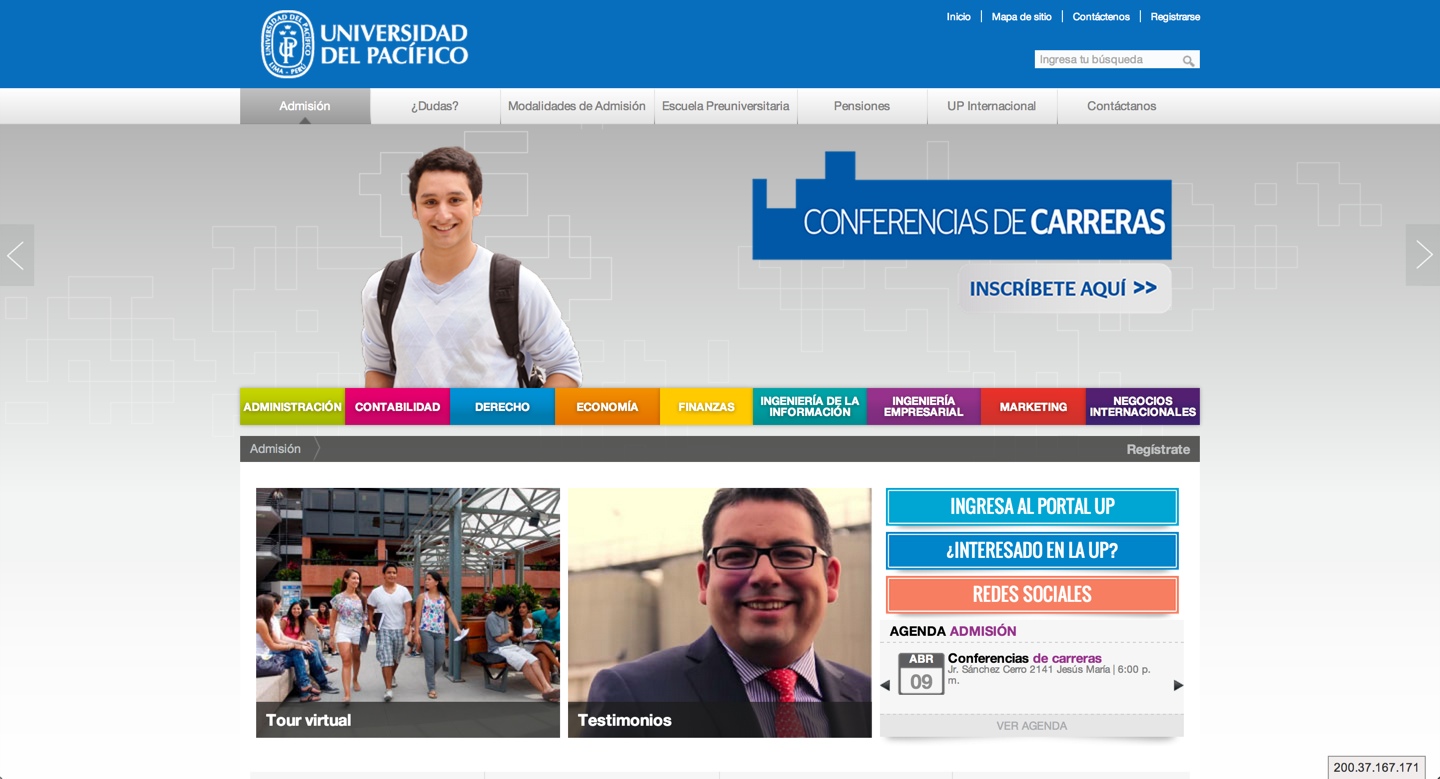 UNIVERSIDAD DEL PACÍFICO
LIMA - PERÚ
UP
UNIVERSIDAD
DEL PACÍFICO
Inicio
Mapa de sitio
Contáctenos
Registrarse
Ingresa tu búsqueda
Admisión
¿Dudas?
Modalidades de Admisión
Escuela Preuniversitaria
Pensiones
UP Internacional
Contáctanos
CONFERENCIAS DE CARRERAS
INSCRÍBETE AQUÍ >>
ADMINISTRACIÓN
CONTABILIDAD
DERECHO
ECONOMÍA
FINANZAS
INGENIERÍA DE LA
INFORMACIÓN
INGENIERÍA
EMPRESARIAL
MARKETING
NEGOCIOS
INTERNACIONALES
Admisión
Regístrate
Tour virtual
Testimonios
INGRESA AL PORTAL UP
¿INTERESADO EN LA UP?
REDES SOCIALES
AGENDA ADMISIÓN
ABR
09
Conferencias de carreras
Jr. Sánchez Cerro 2141 Jesús María | 6:00 p.
m.
VER AGENDA
200.37.167.171